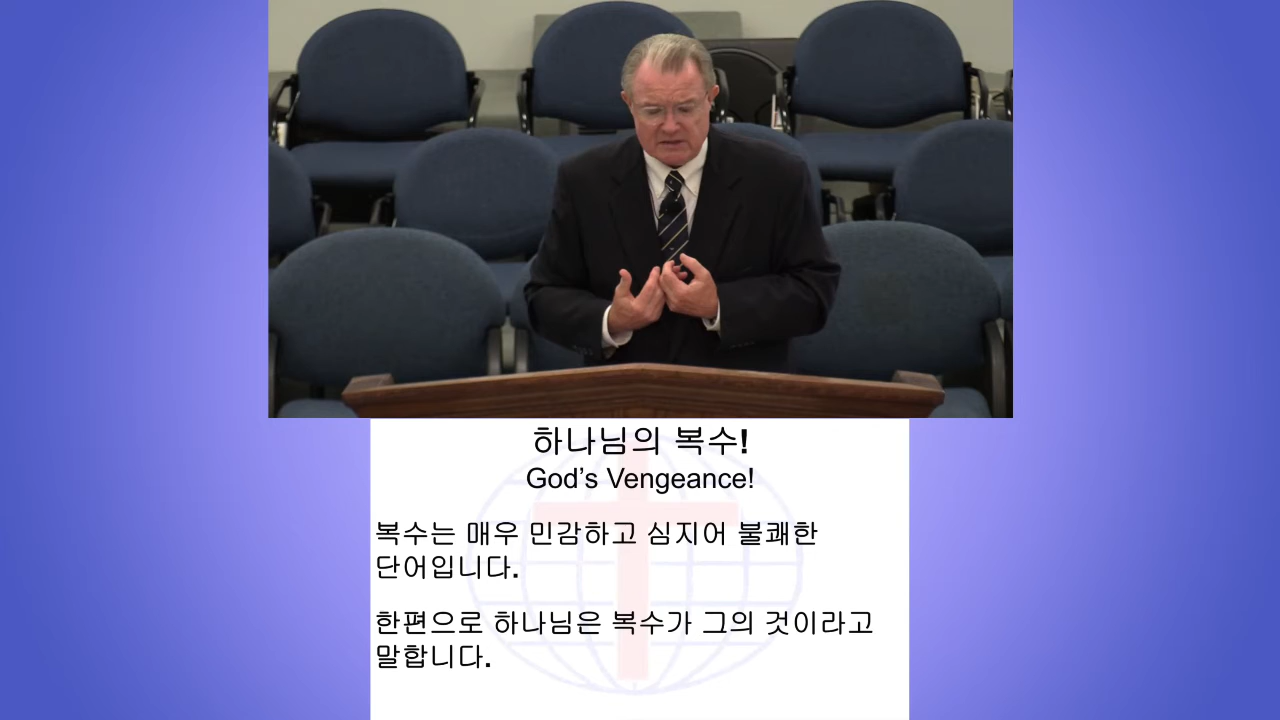 하나님의 복수!
God’s Vengeance!
복수는 매우 민감하고 심지어 불쾌한
단어입니다.
한편으로 하나님은 복수가 그의 것이라고
말합니다.